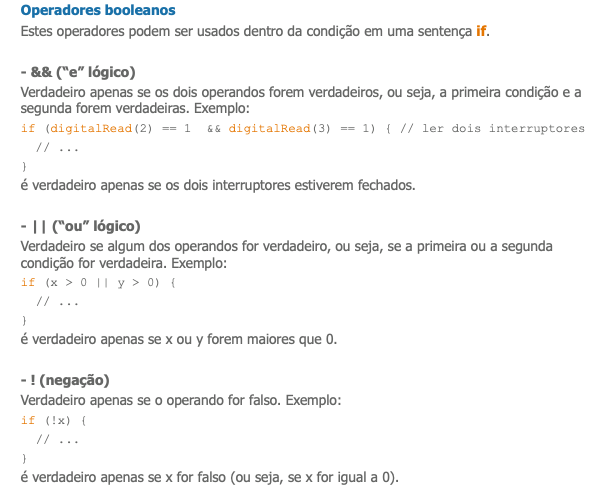 Operadores booleanos
Estes operadores podem ser usados dentro da condição em uma sentença if.
- && (“e” lógico)
Verdadeiro apenas se os dois operandos forem verdadeiros, ou seja, a primeira condição e a
segunda forem verdadeiras. Exemplo:
if (digitalRead(2) == 1  && digitalRead(3) == 1) { // ler dois interruptores
  // ...
}
é verdadeiro apenas se os dois interruptores estiverem fechados.
- || (“ou” lógico)
Verdadeiro se algum dos operandos for verdadeiro, ou seja, se a primeira ou a segunda
condição for verdadeira. Exemplo:
if (x > 0 || y > 0) {
  // ...
}
é verdadeiro apenas se x ou y forem maiores que 0.
- ! (negação)
Verdadeiro apenas se o operando for falso. Exemplo:
if (!x) {
  // ...
}
é verdadeiro apenas se x for falso (ou seja, se x for igual a 0).